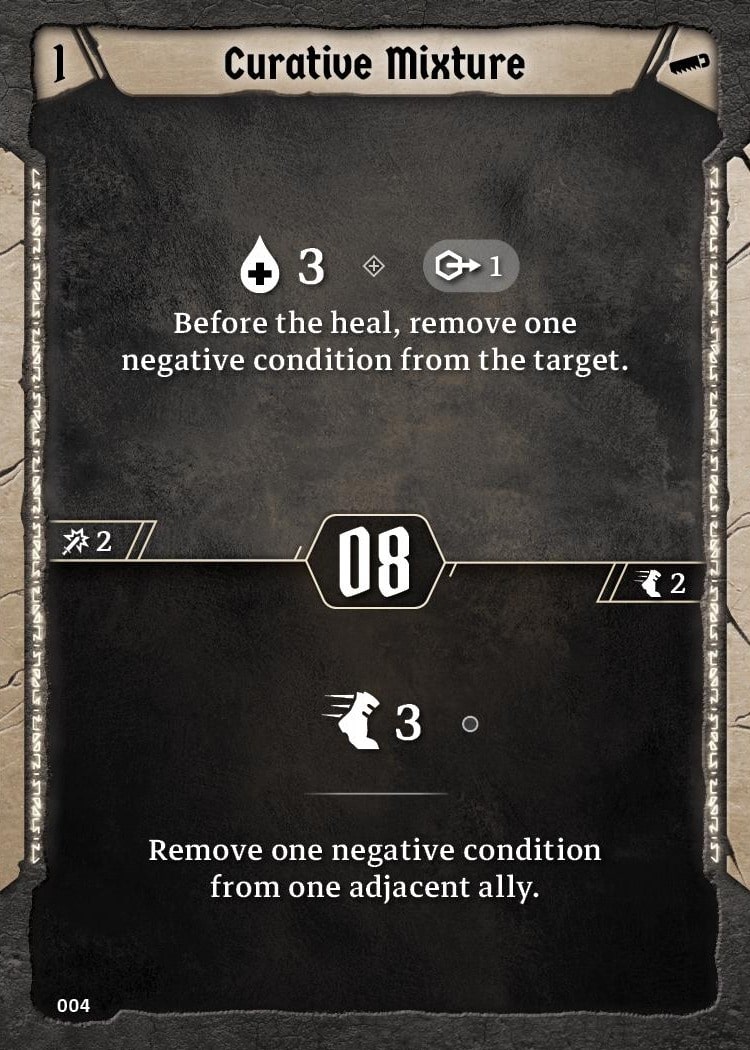 1
Curative Mixture
3
1
Before the heal, remove one
negative condition from the target.
2
08
2
3
Remove one negative condition
from one adjacent ally.
004